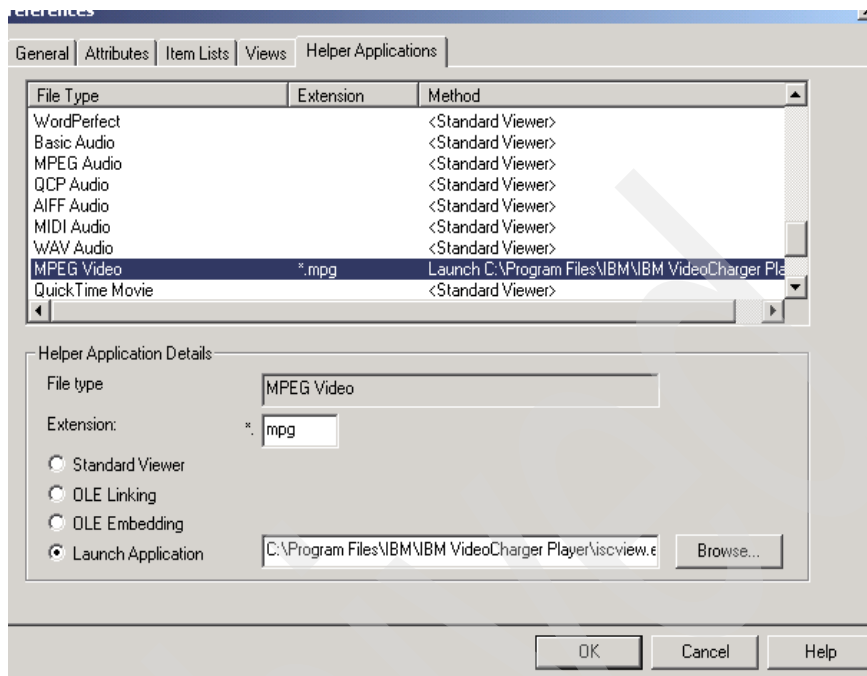 references
General Attributes Item Lists Views Helper Applications
File Type Extension Method
WordPerfect <Standard Viewer>
Basic Audio <Standard Viewer>
MPEG Audio <Standard Viewer>
QCP Audio <Standard Viewer>
AIFF Audio <Standard Viewer>
MIDI Audio <Standard Viewer>
WAV Audio <Standard Viewer>
MPEG Video *.mpg Launch C:\Program Files\IBM\IBM VideoCharger Pla
QuickTime Movie <Standard Viewer>
Helper Application Details
File type MPEG Video
Extension: *. mpg
Standard Viewer
OLE Linking
OLE Embedding
Launch Application C:\Program Files\IBM\IBM VideoCharger Player\iscview.e Browse...
OK Cancel Help